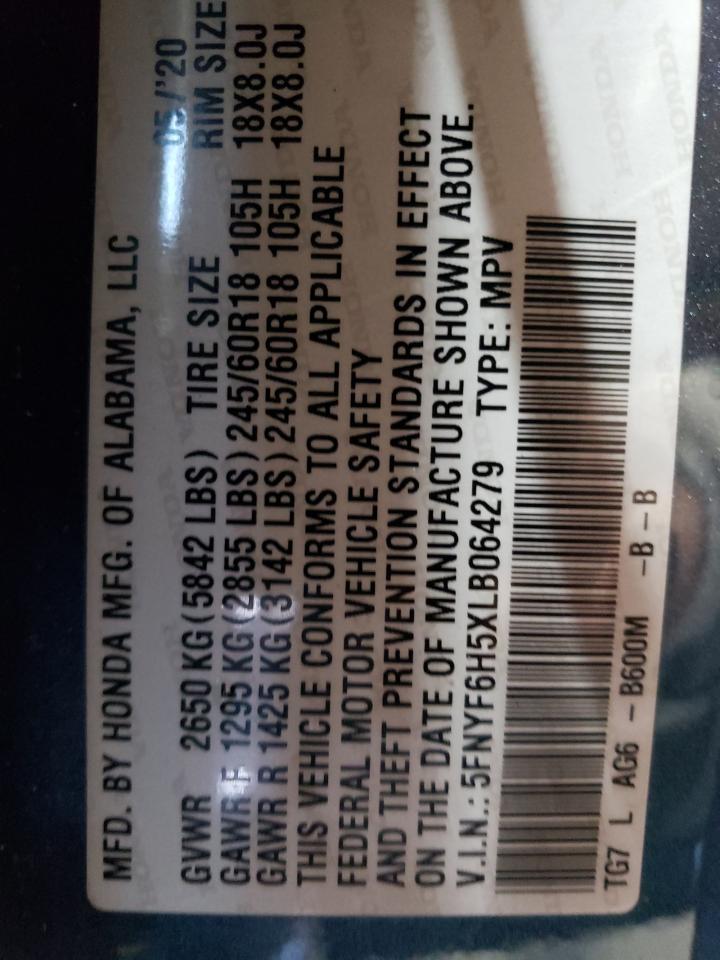 MFD. BY HONDA MFG. OF ALABAMA, LLC 05/'20
GVWR 2650 KG(5842 LBS) TIRE SIZE RIM SIZE
GAWR F 1295 KG(2855 LBS)245/60R18 105H 18X8.0J
GAWR R 1425 KG(3142 LBS)245/60R18 105H 18X8.0J
THIS VEHICLE CONFORMS TO ALL APPLICABLE
FEDERAL MOTOR VEHICLE SAFETY
AND THEFT PREVENTION STANDARDS IN EFFECT
ON THE DATE OF MANUFACTURE SHOWN ABOVE.
V.I.N.: 5FNYF6H5XLB064279 TYPE: MPV
TG7 L AG6 -B600M -B-B